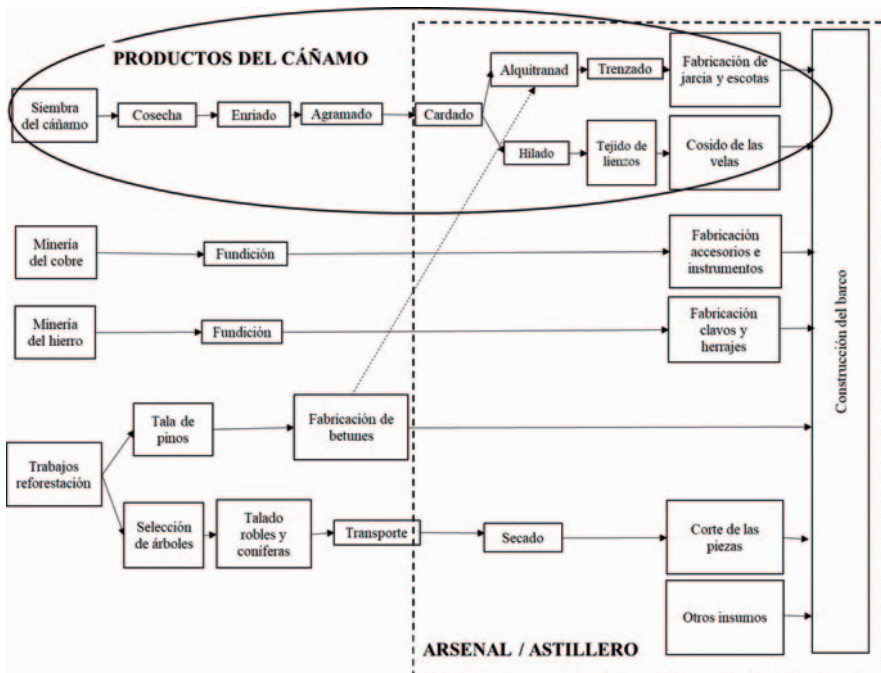 PRODUCTOS DEL CÁÑAMO
Siembra
del cáñamo
Cosecha
Enriado
Agramado
Cardado
Alquitranad
Trenzado
Fabricación de
jarcia y escotas
Hilado
Tejido de
lienzos
Cosido de las
velas
Minería
del cobre
Fundición
Fabricación
accesorios e
instrumentos
Minería
del hierro
Fundición
Fabricación
clavos y
herrajes
Trabajos
reforestación
Tala de
pinos
Fabricación de
betunes
Selección
de árboles
Talado
robles y
coníferas
Transporte
Secado
Corte de las
piezas
Otros insumos
Construcción del barco
ARSENAL / ASTILLERO